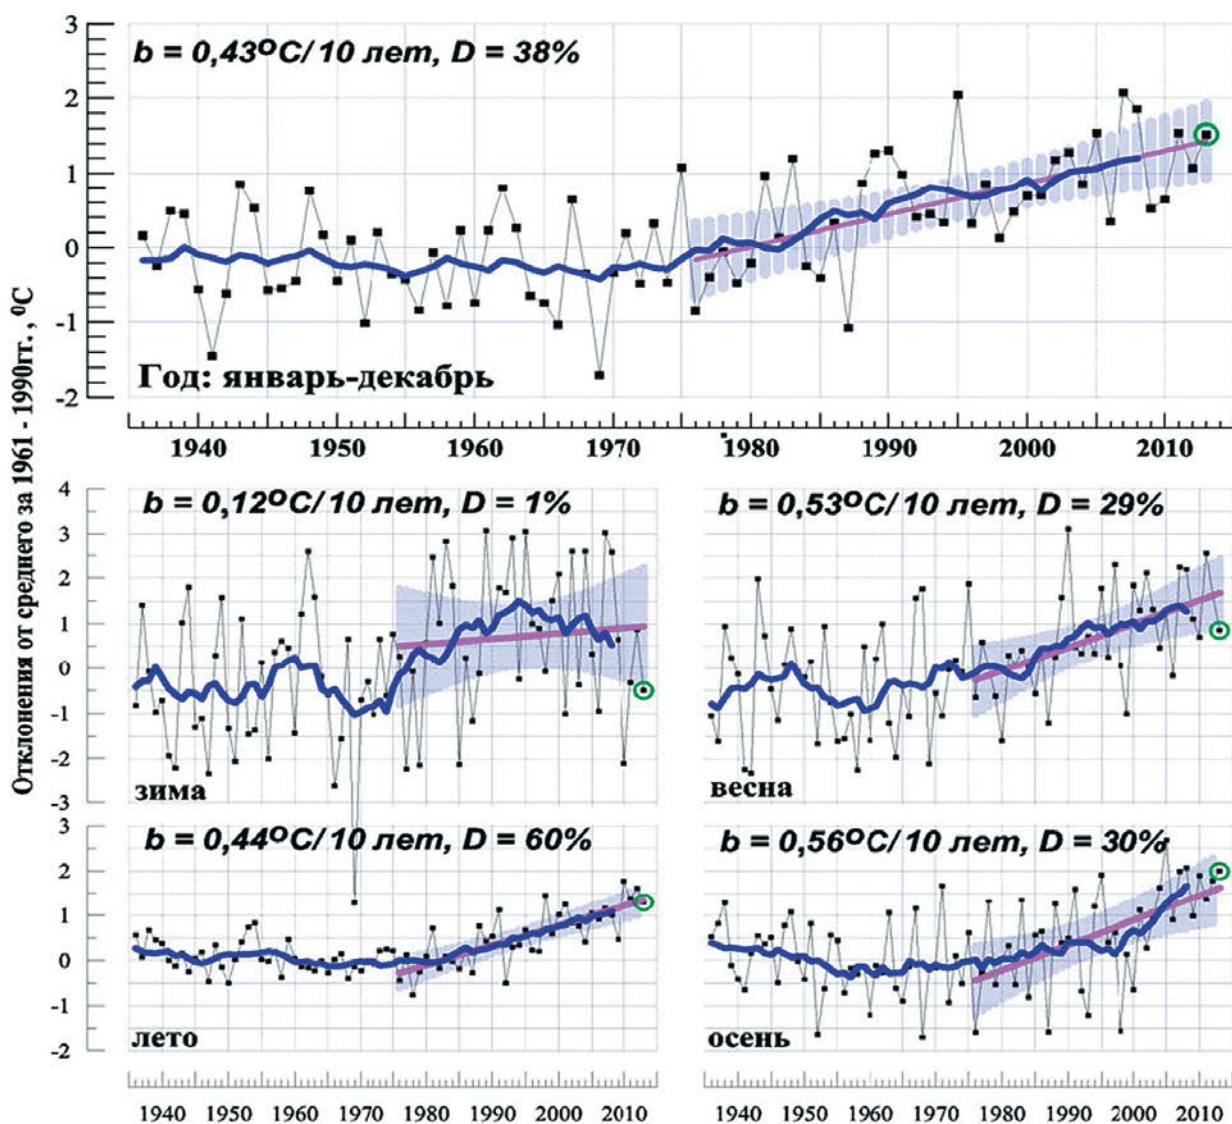 Отклонения от среднего за 1961 - 1990гг., ⁰C
3
2
1
0
-1
-2
b = 0,43ºC/10 лет, D = 38%
Год: январь-декабрь
1940 1950 1960 1970 1980 1990 2000 2010
4
3
2
1
0
-1
-2
-3
b = 0,12ºC/10 лет, D = 1%
зима
b = 0,53ºC/10 лет, D = 29%
весна
3
2
1
0
-1
-2
b = 0,44ºC/10 лет, D = 60%
лето
1940 1950 1960 1970 1980 1990 2000 2010
b = 0,56ºC/10 лет, D = 30%
осень
1940 1950 1960 1970 1980 1990 2000 2010